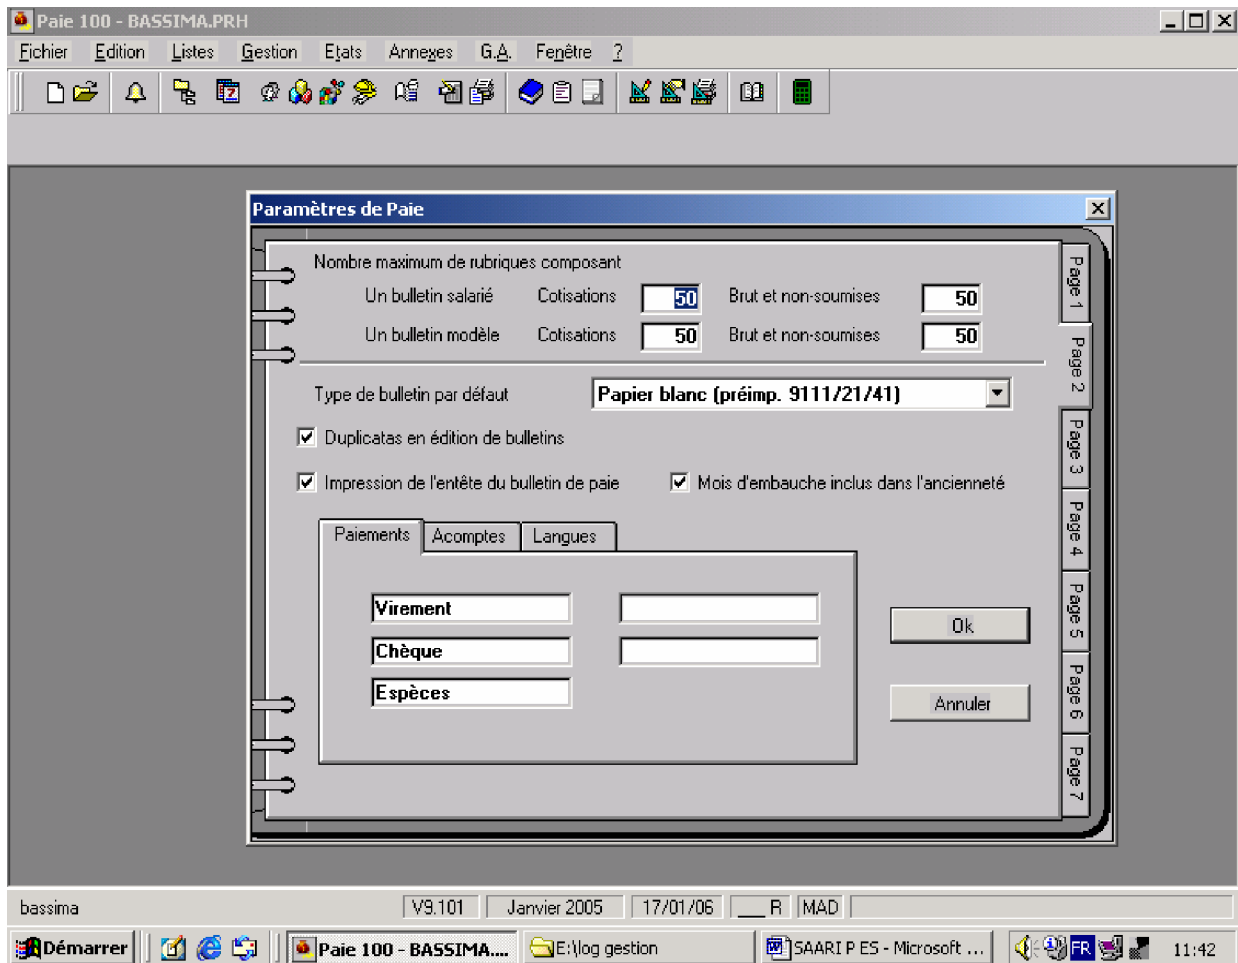 Paie 100 - BASSIMA.PRH
Fichier Edition Listes Gestion Etats Annexes G.A. Fenêtre ?
Paramètres de Paie
Nombre maximum de rubriques composant
Un bulletin salarié Cotisations 50 Brut et non-soumises 50
Un bulletin modèle Cotisations 50 Brut et non-soumises 50
Type de bulletin par défaut Papier blanc (préimp. 9111/21/41)
Duplicatas en édition de bulletins
Impression de l'entête du bulletin de paie Mois d'embauche inclus dans l'ancienneté
Paiements Acomptes Langues
Virement
Chèque
Espèces
Ok
Annuler
Page 1
Page 2
Page 3
Page 4
Page 5
Page 6
Page 7
bassima V9.101 Janvier 2005 17/01/06 ___ R MAD
Démarrer Paie 100 - BASSIMA.... E:\log gestion SAARI P ES - Microsoft ... FR 11:42